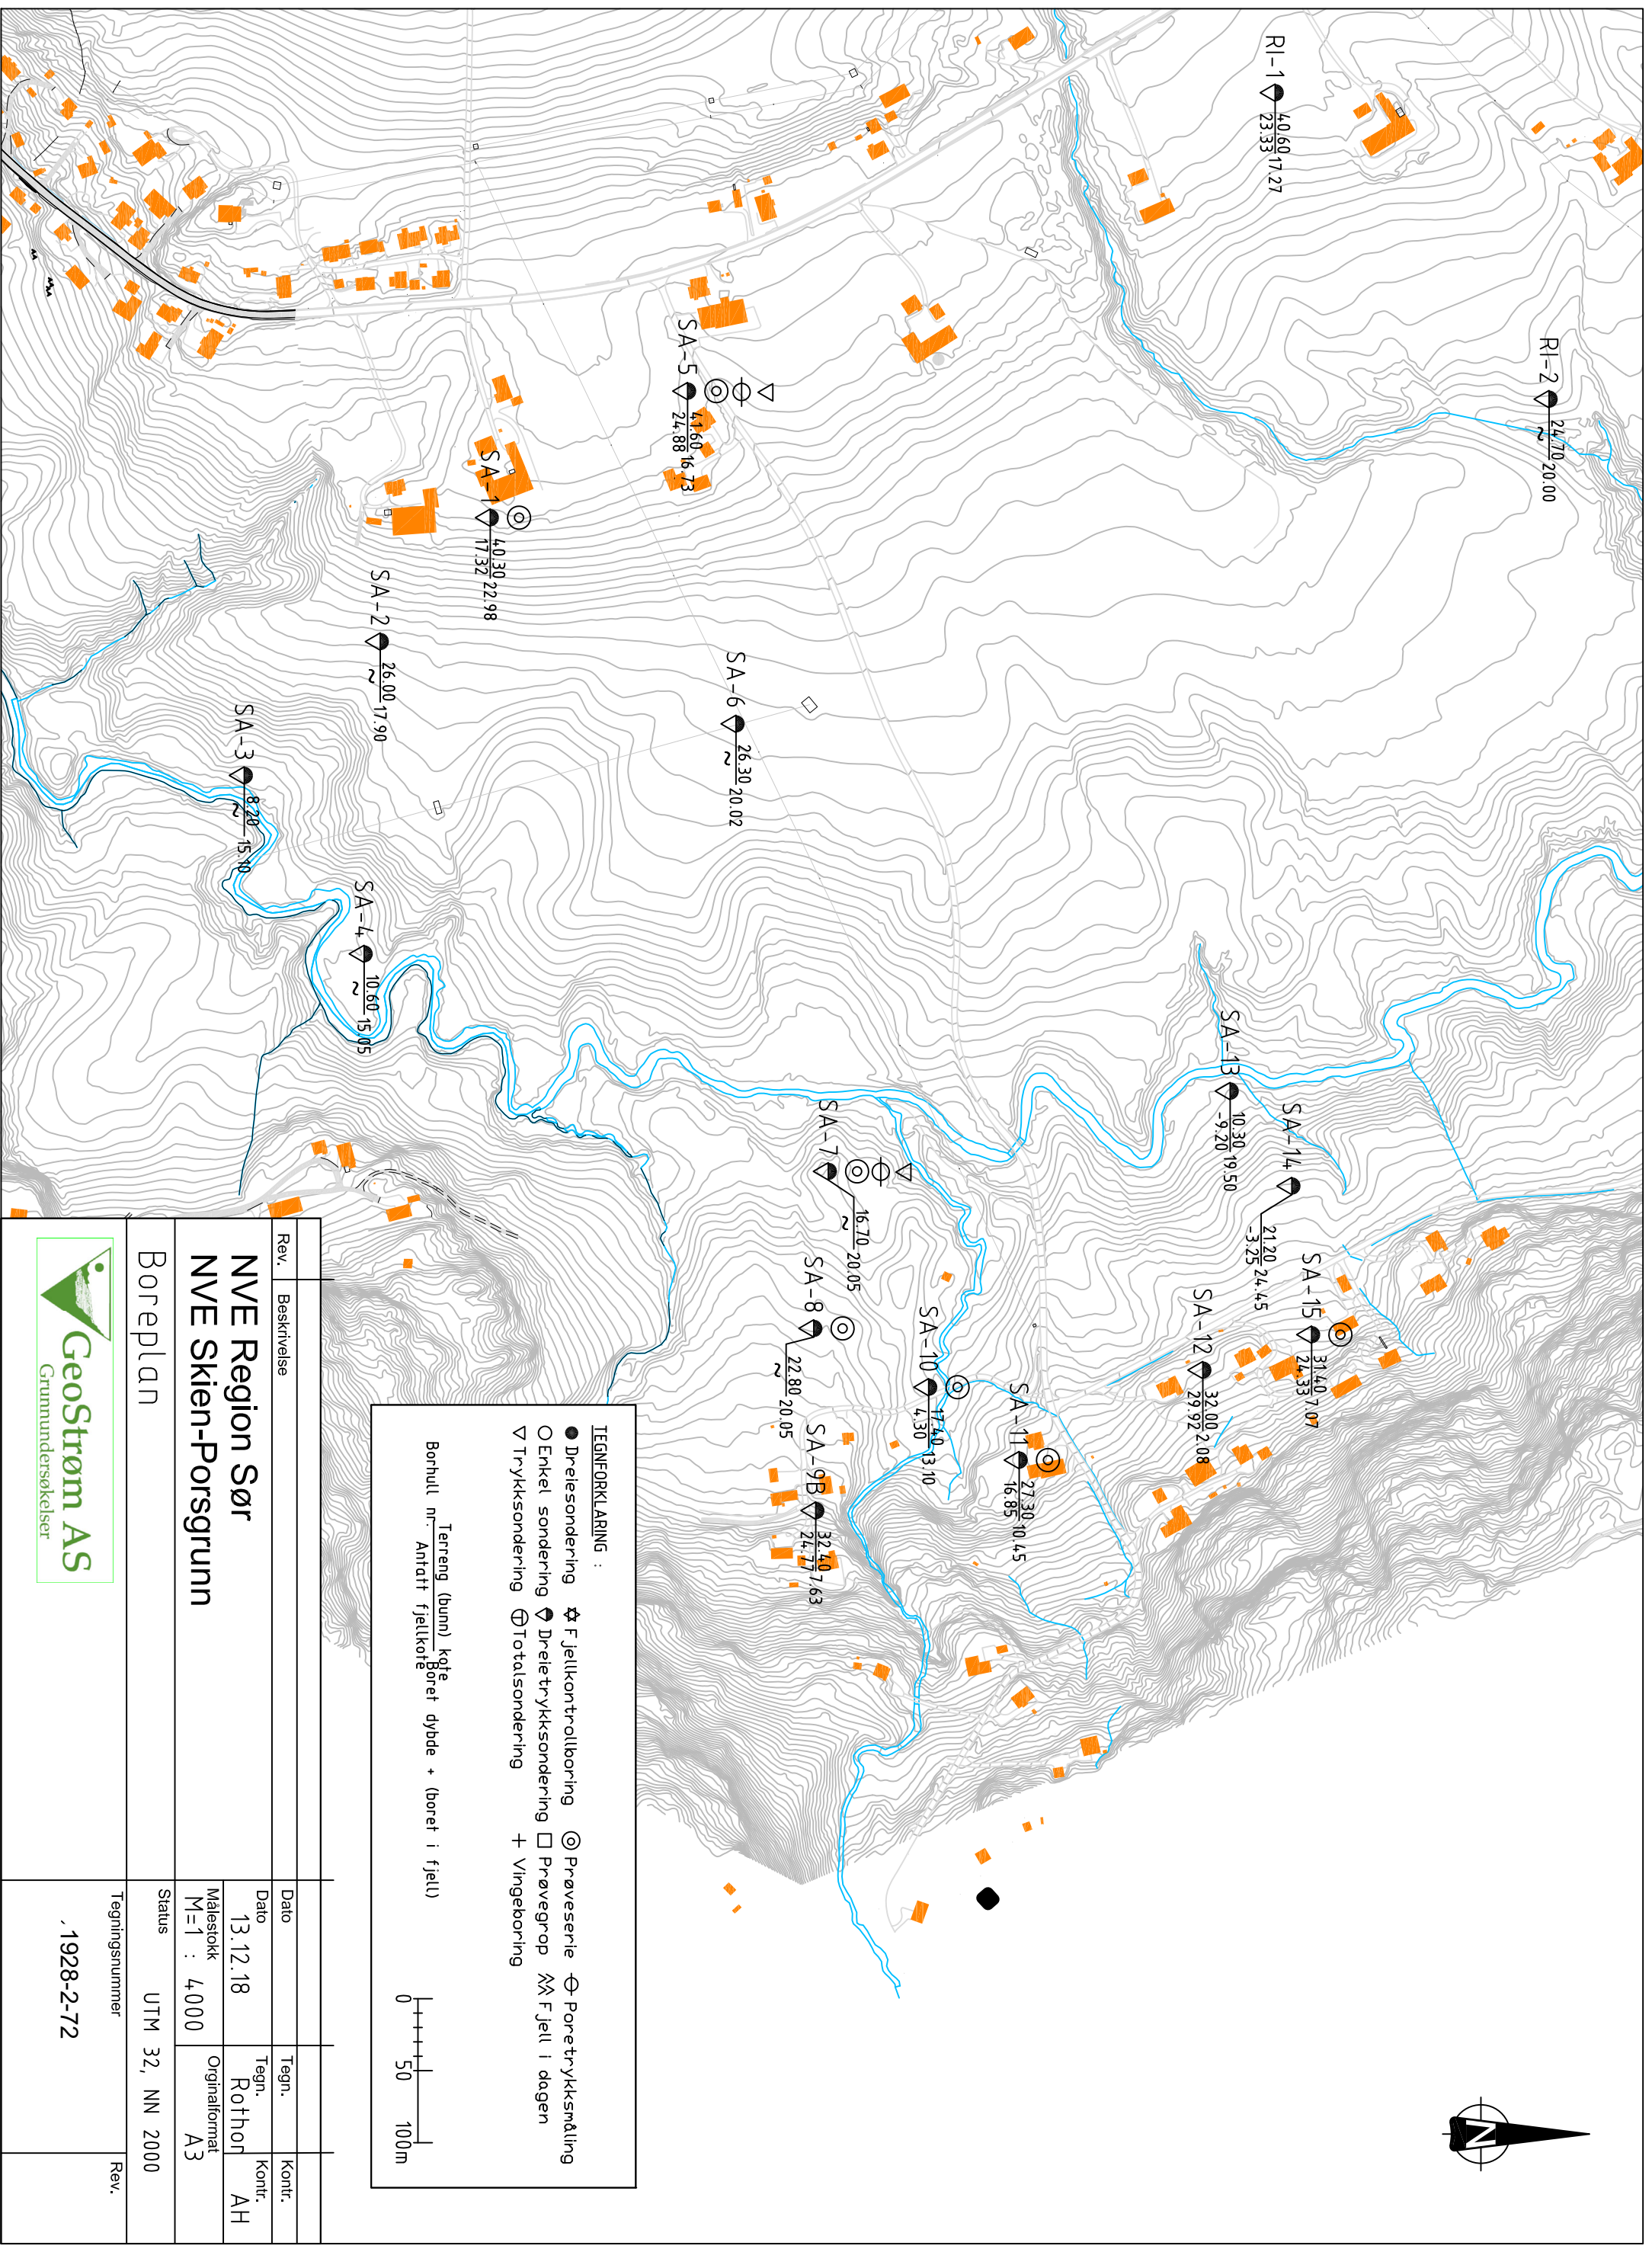 RI-1 40.60 17.27
23.33
RI-2 24.70 20.00
~
SA-5 41.60 16.73
24.88
SA-1 40.30 22.98
17.32
SA-2 26.00 17.90
~
SA-6 26.30 20.02
~
SA-3 8.20 15.10
~
SA-4 10.60 15.05
~
SA-13 10.30 19.50
-9.20
SA-14 21.20 24.45
-3.25
SA-15 31.40 7.07
24.33
SA-12 32.00 2.08
29.92
SA-7 16.70 20.05
~
SA-8 22.80 20.05
~
SA-10 17.40 13.10
4.30
SA-11 27.30 10.45
16.85
SA-9B 32.40 7.63
24.77
N
TEGNFORKLARING :
Dreiesondering Fjellkontrollboring Prøveserie Poretrykksmåling
Enkel sondering Dreietrykksondering Prøvegrop Fjell i dagen
Trykksondering Totalsondering + Vingeboring
Borhull nr. Terreng (bunn) kote Boret dybde + (boret i fjell)
Antatt fjellkote
0 50 100m
Rev. Beskrivelse Dato Tegn. Kontr.
NVE Region Sør
NVE Skien-Porsgrunn
Dato 13.12.18
Tegn. Rothor
Kontr. AH
Målestokk M=1 : 4000
Orginalformat A3
Boreplan
Status
UTM 32, NN 2000
GeoStrøm AS
Grunnundersøkelser
Tegningsnummer
1928-2-72
Rev.